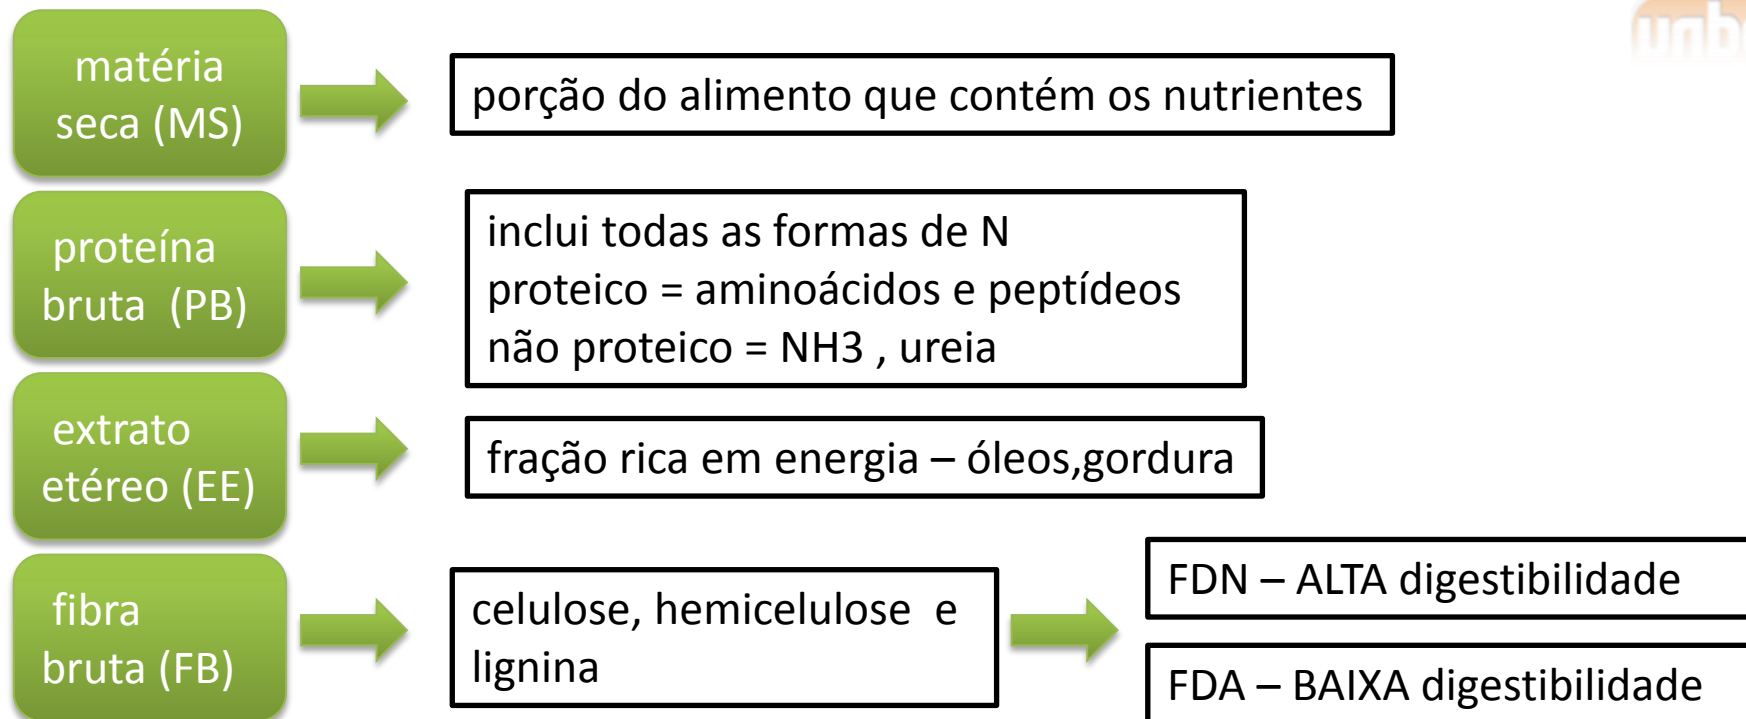 matéria
seca (MS)
porção do alimento que contém os nutrientes
proteína
bruta (PB)
inclui todas as formas de N
proteico = aminoácidos e peptídeos
não proteico = NH3 , ureia
extrato
etéreo (EE)
fração rica em energia – óleos,gordura
fibra
bruta (FB)
celulose, hemicelulose e
lignina
FDN – ALTA digestibilidade
FDA – BAIXA digestibilidade